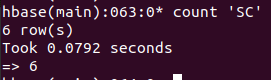 hbase(main):063:0* count 'SC'
6 row(s)
Took 0.0792 seconds
=> 6